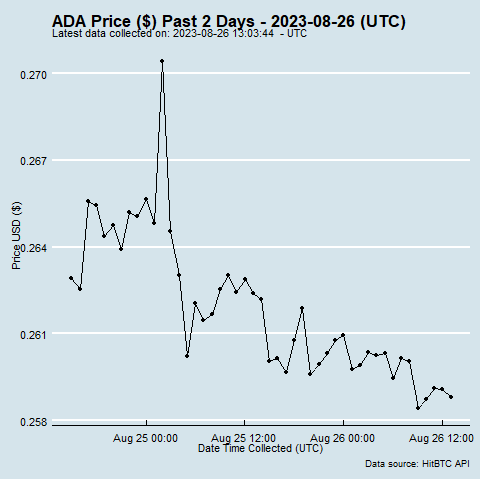 ADA Price ($) Past 2 Days - 2023-08-26 (UTC)
Latest data collected on: 2023-08-26 13:03:44 - UTC
0.270
0.267
0.264
0.261
0.258
Price USD ($)
Aug 25 00:00 Aug 25 12:00 Aug 26 00:00 Aug 26 12:00
Date Time Collected (UTC)
Data source: HitBTC API